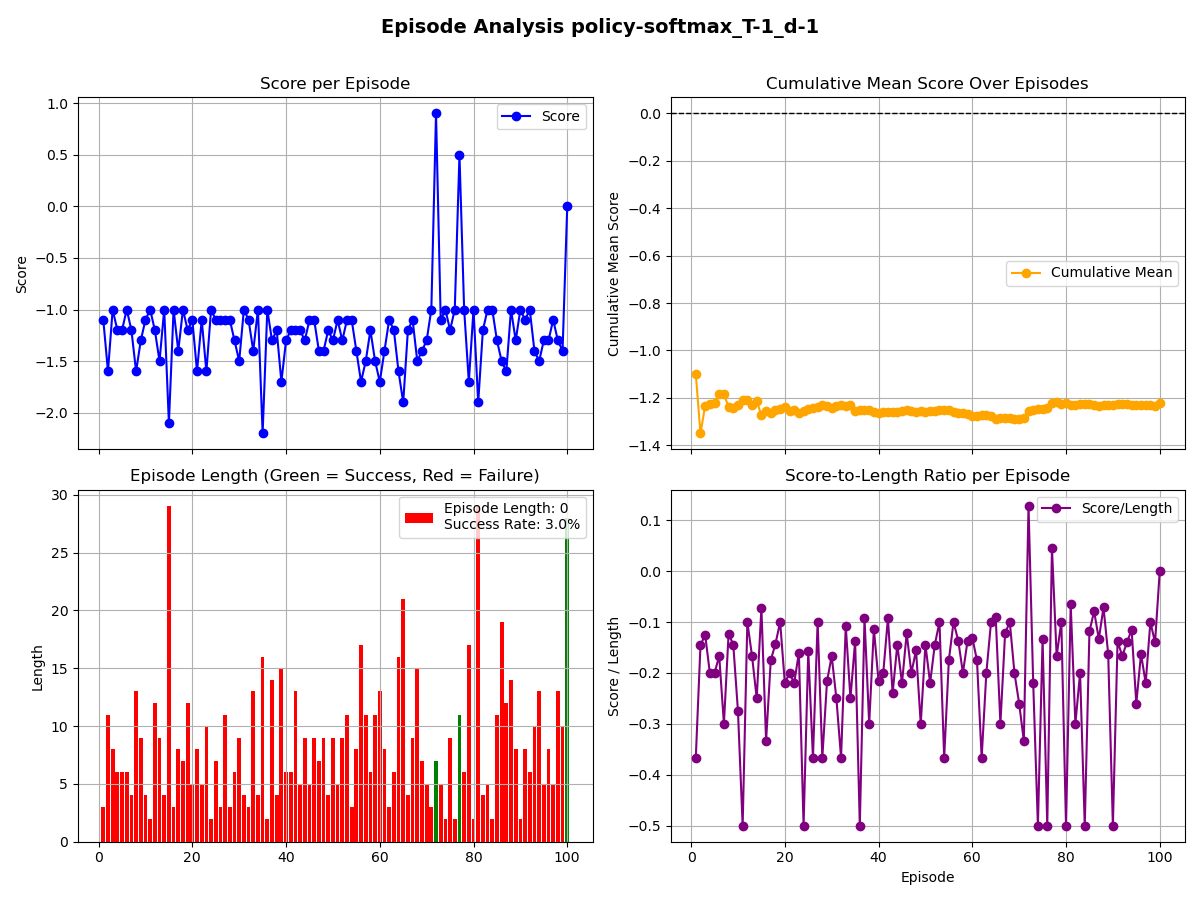 Episode Analysis policy-softmax_T-1_d-1
Score per Episode
1.0
0.5
0.0
−0.5
−1.0
−1.5
−2.0
Score
Score
Cumulative Mean Score Over Episodes
0.0
−0.2
−0.4
−0.6
−0.8
−1.0
−1.2
−1.4
Cumulative Mean Score
Cumulative Mean
Episode Length (Green = Success, Red = Failure)
30
25
20
15
10
5
0
Length
Episode Length: 0
Success Rate: 3.0%
0 20 40 60 80 100
Score-to-Length Ratio per Episode
0.1
0.0
−0.1
−0.2
−0.3
−0.4
−0.5
Score / Length
Score/Length
0 20 40 60 80 100
Episode